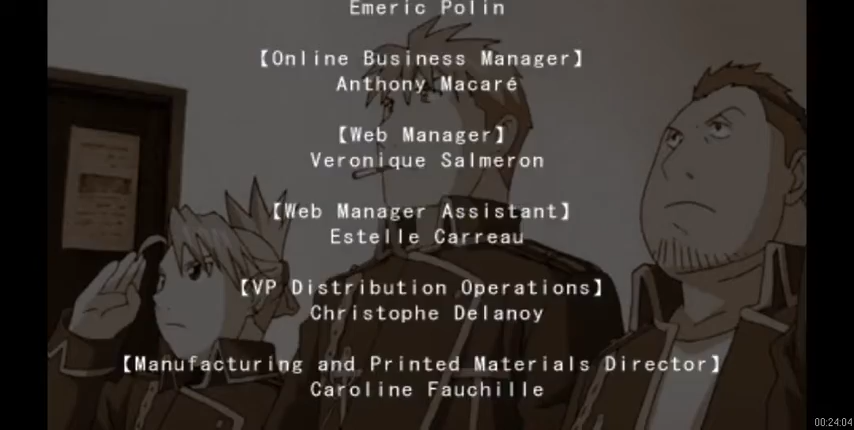 Emeric Polin
【Online Business Manager】
Anthony Macaré
【Web Manager】
Veronique Salmeron
【Web Manager Assistant】
Estelle Carreau
【VP Distribution Operations】
Christophe Delanoy
【Manufacturing and Printed Materials Director】
Caroline Fauchille
00:24:04